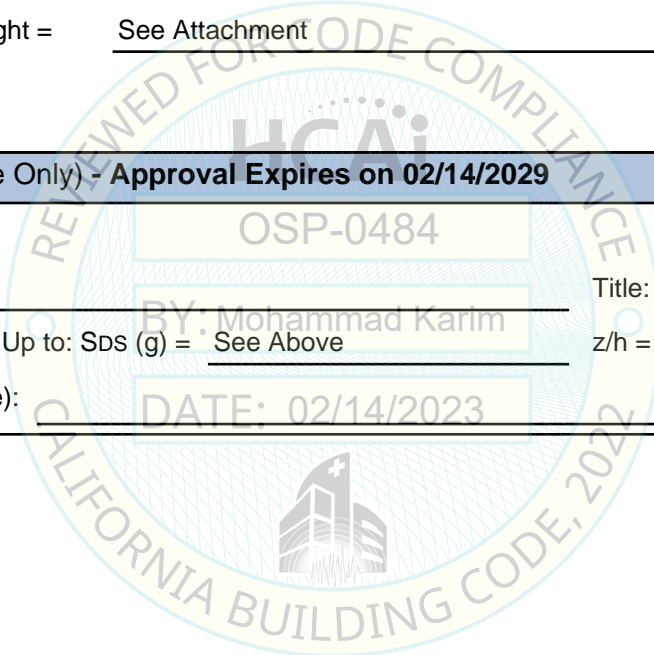 ght = See Attachment
REVIEWED FOR CODE COMPLIANCE
HCAi
e Only) - Approval Expires on 02/14/2029
OSP-0484
Title:
BY: Mohammad Karim
Up to: SDS (g) = See Above z/h =
e):
DATE: 02/14/2023
CALIFORNIA BUILDING CODE, 2022